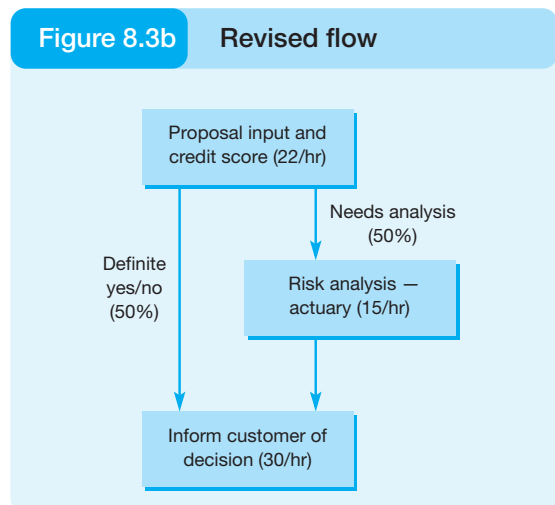 Figure 8.3b Revised flow
Proposal input and
credit score (22/hr)
Needs analysis
(50%)
Definite
yes/no
(50%)
Risk analysis —
actuary (15/hr)
Inform customer of
decision (30/hr)